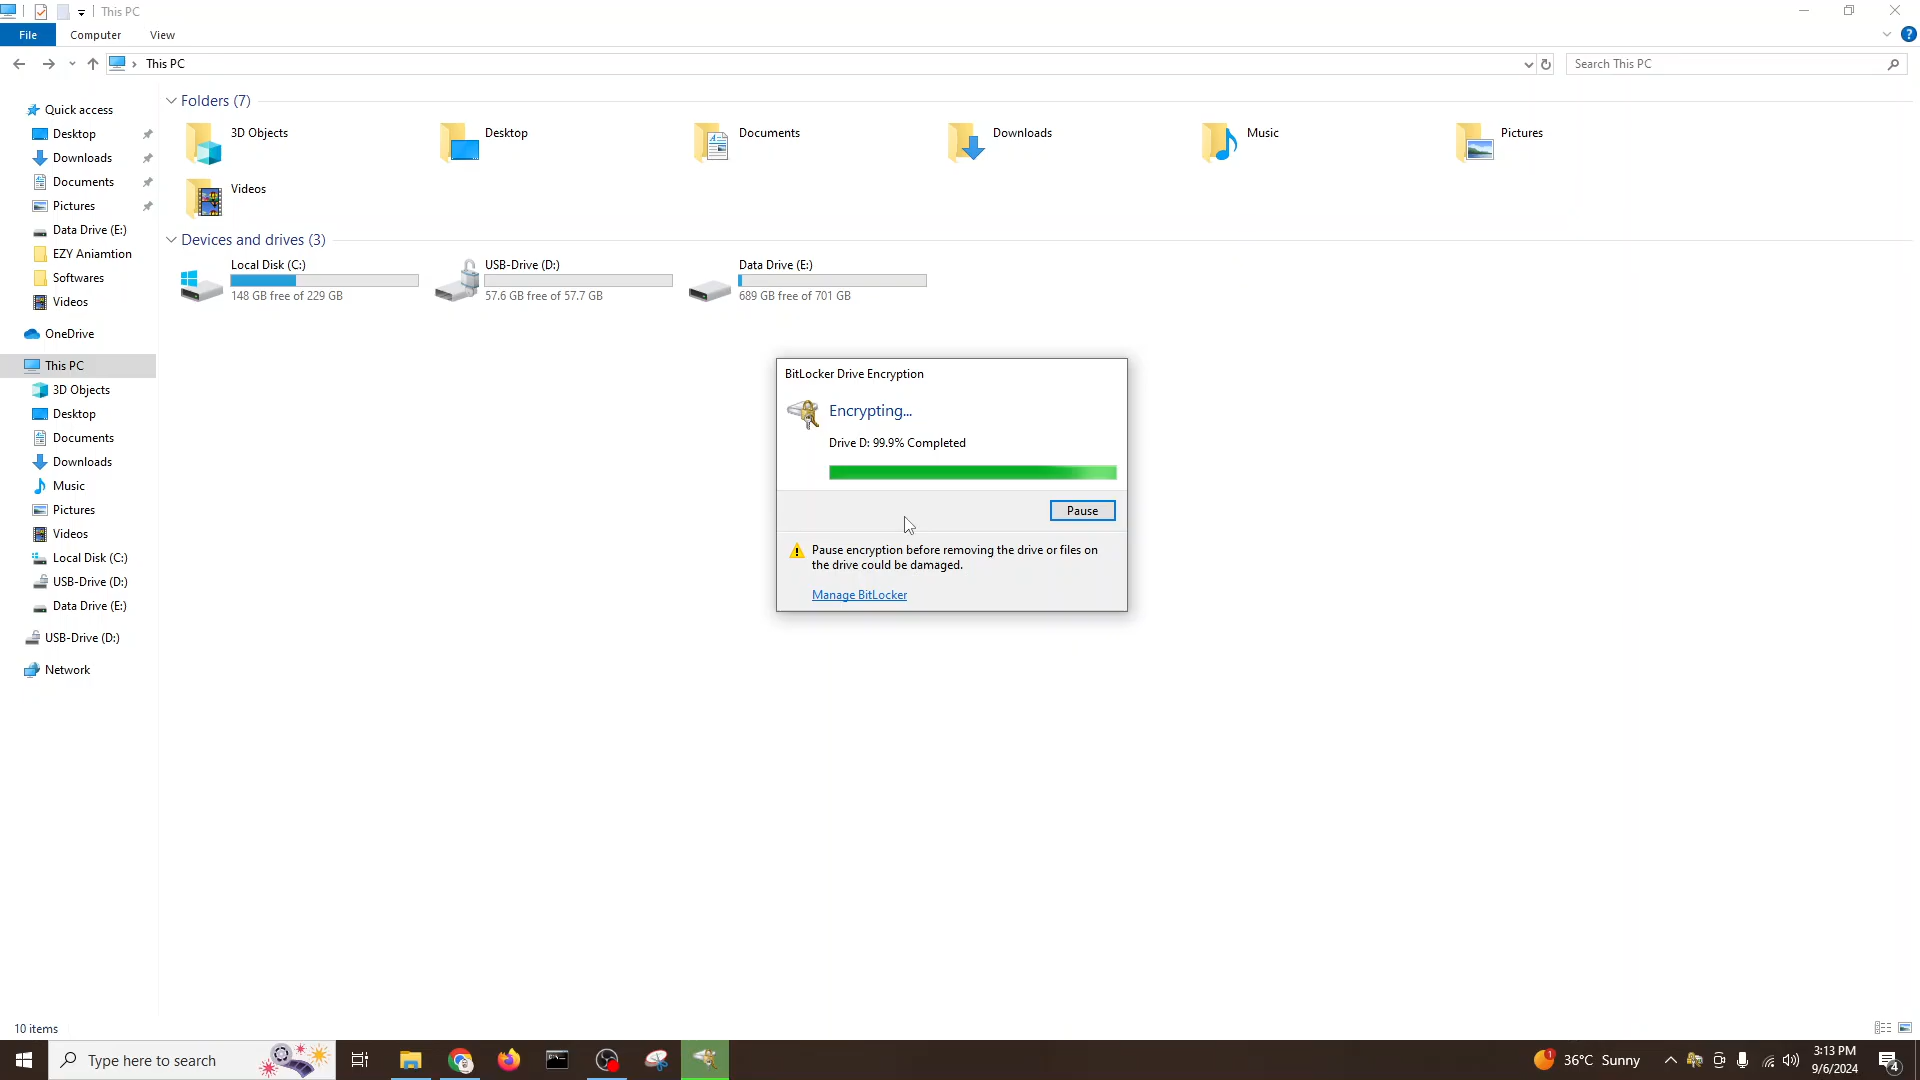 This PC
File
Computer
View
This PC
Search This PC
Quick access
Desktop
Downloads
Documents
Pictures
Data Drive (E:)
EZY Aniamtion
Softwares
Videos
OneDrive
This PC
3D Objects
Desktop
Documents
Downloads
Music
Pictures
Videos
Local Disk (C:)
USB-Drive (D:)
Data Drive (E:)
USB-Drive (D:)
Network
Folders (7)
3D Objects
Desktop
Documents
Downloads
Music
Pictures
Videos
Devices and drives (3)
Local Disk (C:)
148 GB free of 229 GB
USB-Drive (D:)
57.6 GB free of 57.7 GB
Data Drive (E:)
689 GB free of 701 GB
BitLocker Drive Encryption
Encrypting...
Drive D: 99.9% Completed
Pause
Pause encryption before removing the drive or files on
the drive could be damaged.
Manage BitLocker
10 items
Type here to search
1
36°C Sunny
3:13 PM
9/6/2024
4